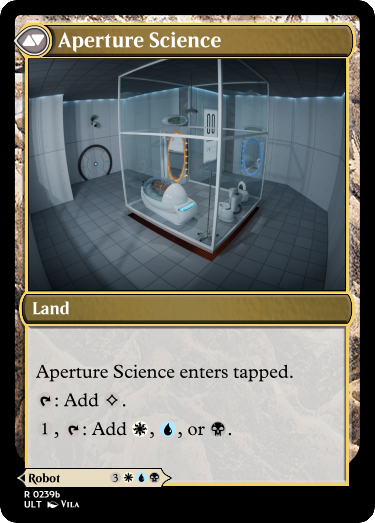 Aperture Science
Land
Aperture Science enters tapped.
: Add .
1 , : Add , , or .
Robot 3
R 0239b
ULT VILA